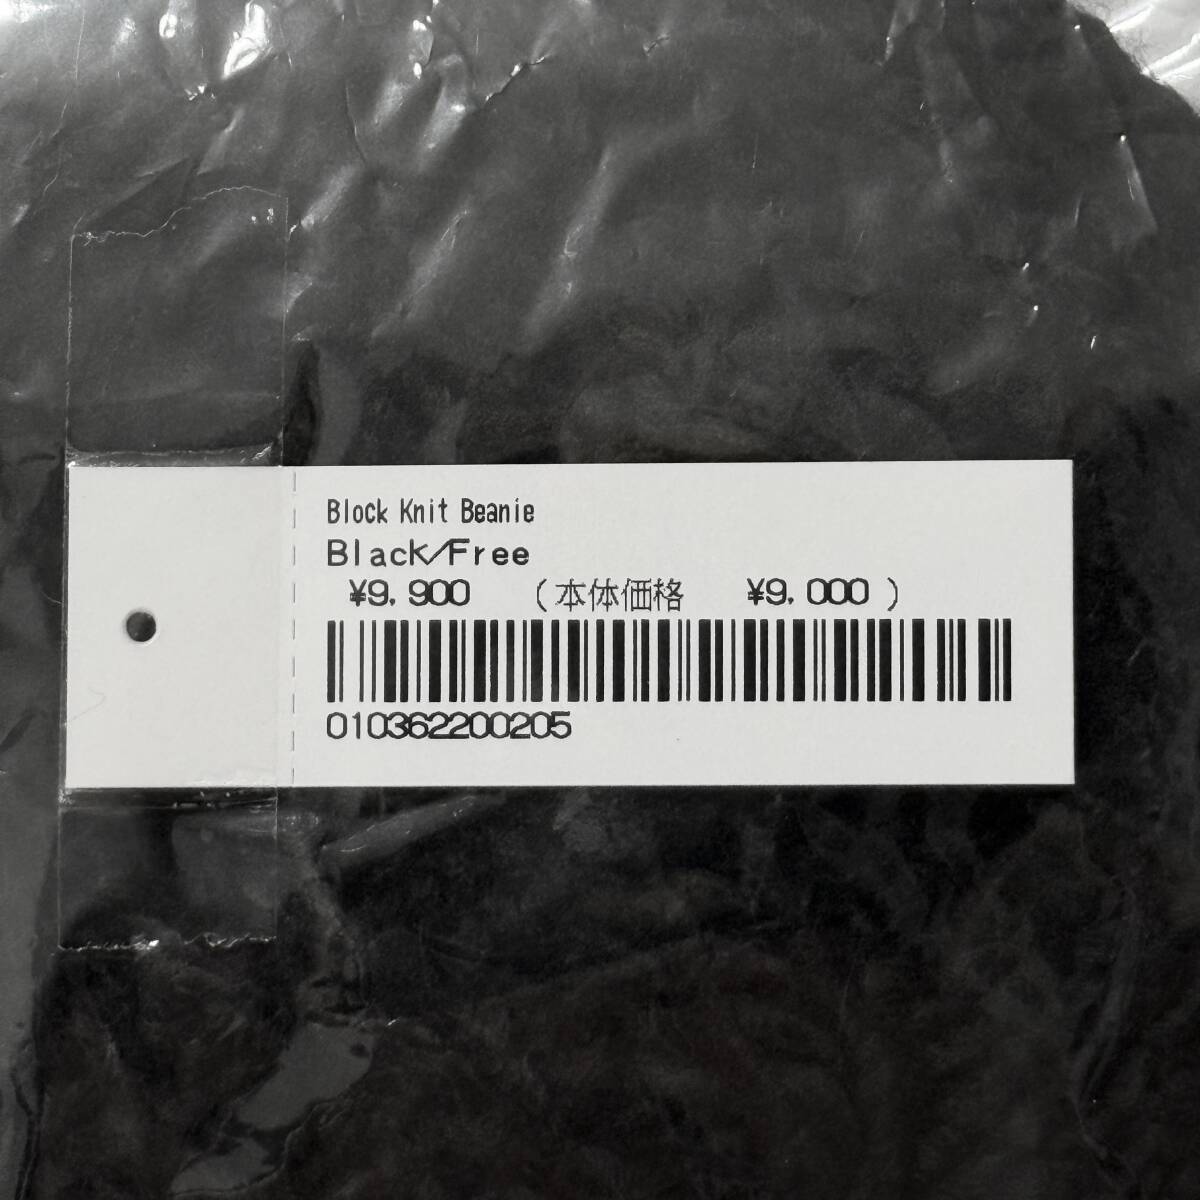 Block Knit Beanie
Black/Free
¥9,900 (本体価格 ¥9,000 )
010362200205